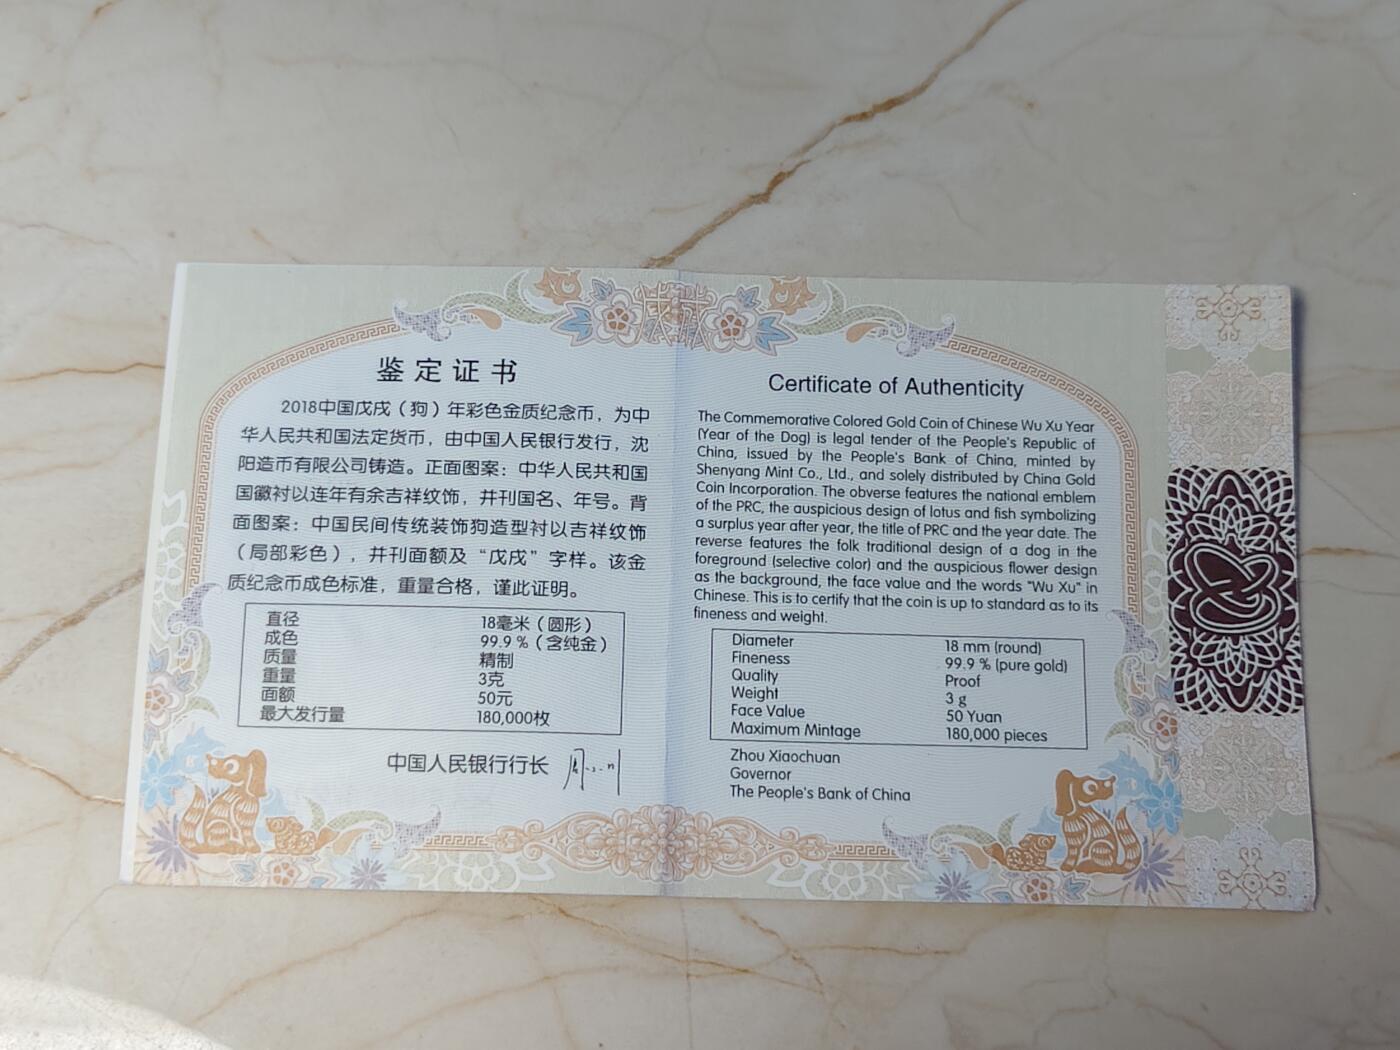 鉴定证书
2018中国戊戌（狗）年彩色金质纪念币，为中
华人民共和国法定货币，由中国人民银行发行，沈
阳造币有限公司铸造。正面图案：中华人民共和国
国徽衬以连年有余吉祥纹饰，并刊国名、年号。背
面图案：中国民间传统装饰狗造型衬以吉祥纹饰
（局部彩色），并刊面额及“戊戌”字样。该金
质纪念币成色标准，重量合格，谨此证明。
直径 18毫米（圆形）
成色 99.9 %（含纯金）
质量 精制
重量 3克
面额 50元
最大发行量 180,000枚
中国人民银行行长
Certificate of Authenticity
The Commemorative Colored Gold Coin of Chinese Wu Xu Year
(Year of the Dog) is legal tender of the People's Republic of
China, issued by the People's Bank of China, minted by
Shenyang Mint Co., Ltd., and solely distributed by China Gold
Coin Incorporation. The obverse features the national emblem
of the PRC, the auspicious design of lotus and fish symbolizing
a surplus year after year, the title of PRC and the year date. The
reverse features the folk traditional design of a dog in the
foreground (selective color) and the auspicious flower design
as the background, the face value and the words "Wu Xu" in
Chinese. This is to certify that the coin is up to standard as to its
fineness and weight.
Diameter 18 mm (round)
Fineness 99.9 % (pure gold)
Quality Proof
Weight 3 g
Face Value 50 Yuan
Maximum Mintage 180,000 pieces
Zhou Xiaochuan
Governor
The People's Bank of China